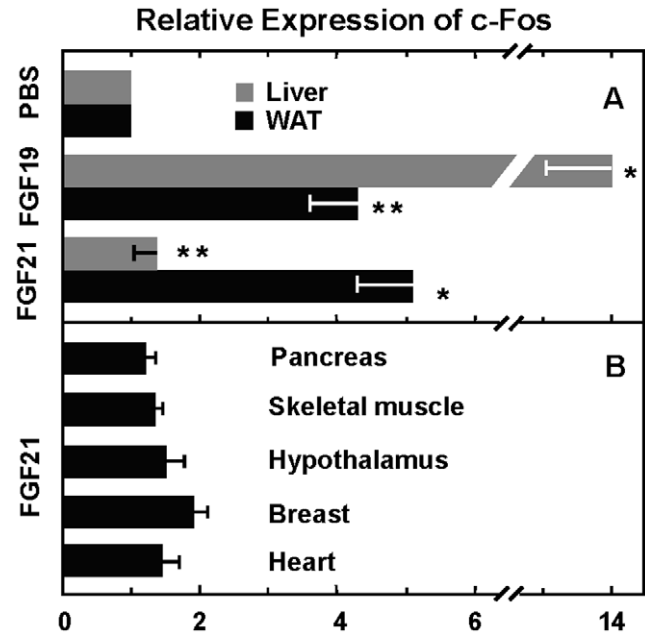 Relative Expression of c-Fos
PBS
Liver
WAT
A
FGF19
*
**
FGF21
**
*
B
FGF21
Pancreas
Skeletal muscle
Hypothalamus
Breast
Heart
0 2 4 6 14